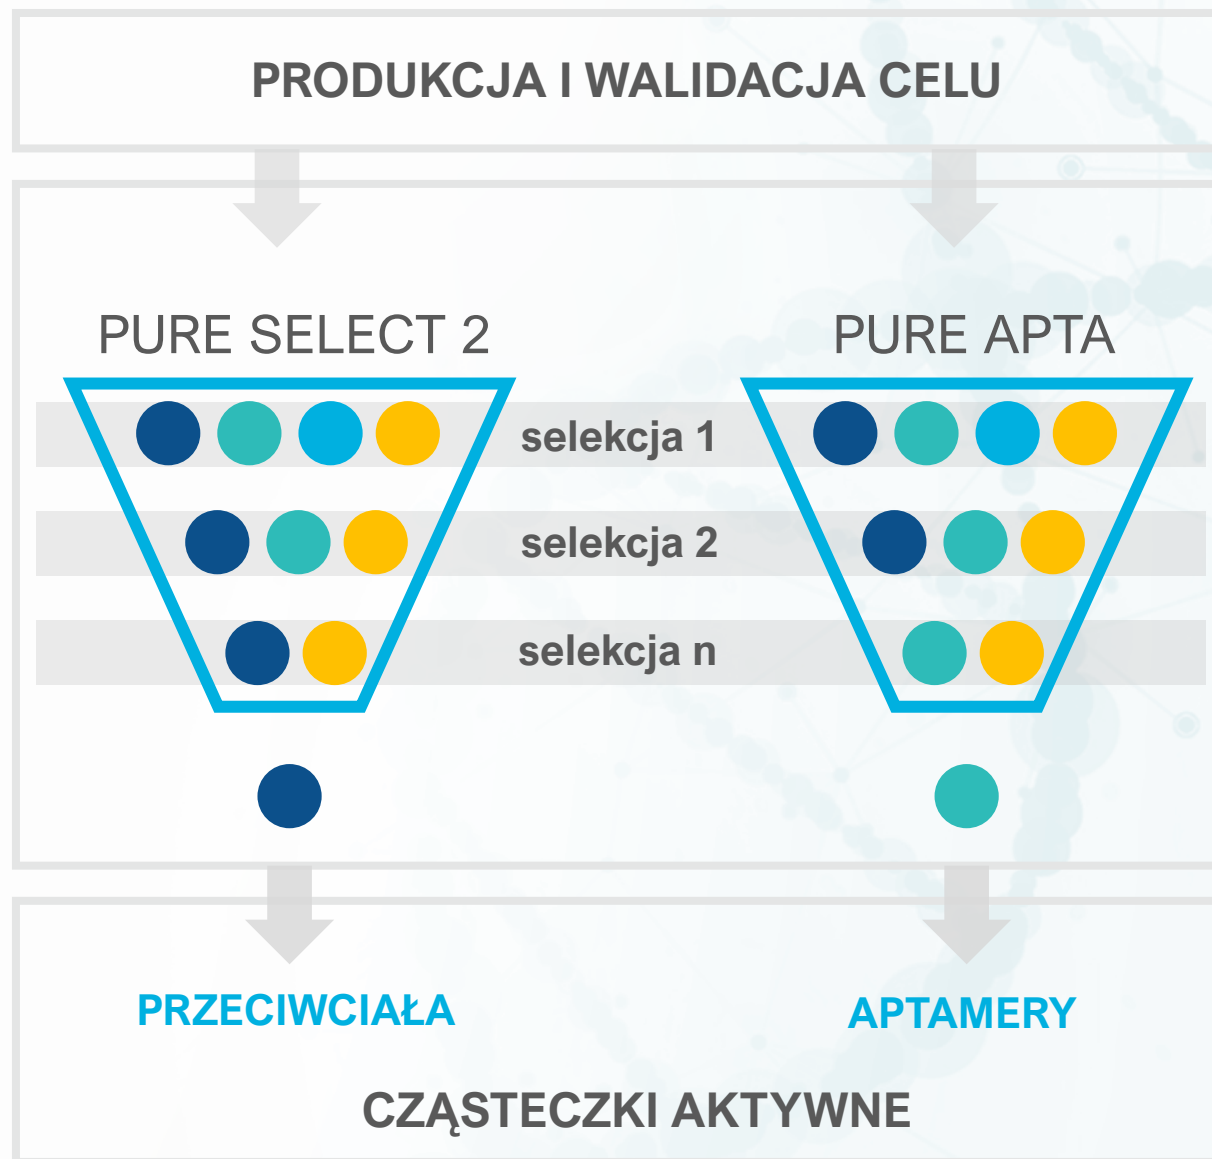 PRODUKCJA I WALIDACJA CELU
PURE SELECT 2
PURE APTA
selekcja 1
selekcja 2
selekcja n
PRZECIWCIAŁA
APTAMERY
CZĄSTECZKI AKTYWNE